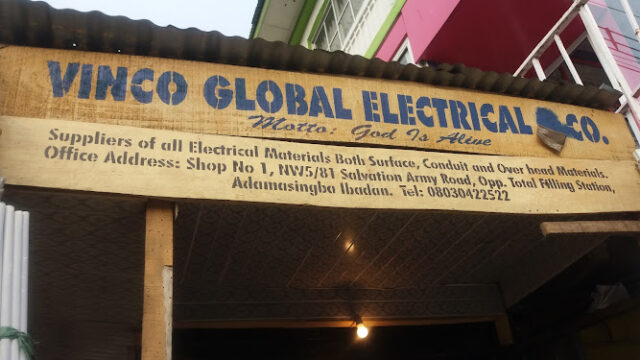 VINCO GLOBAL ELECTRICAL & CO.
Motto: God Is Alive
Suppliers of all Electrical Materials Both Surface, Conduit and Over head Materials.
Office Address: Shop No 1, NW5/81 Salvation Army Road, Opp. Total Filling Station,
Adamasingba Ibadan. Tel: 08030422522